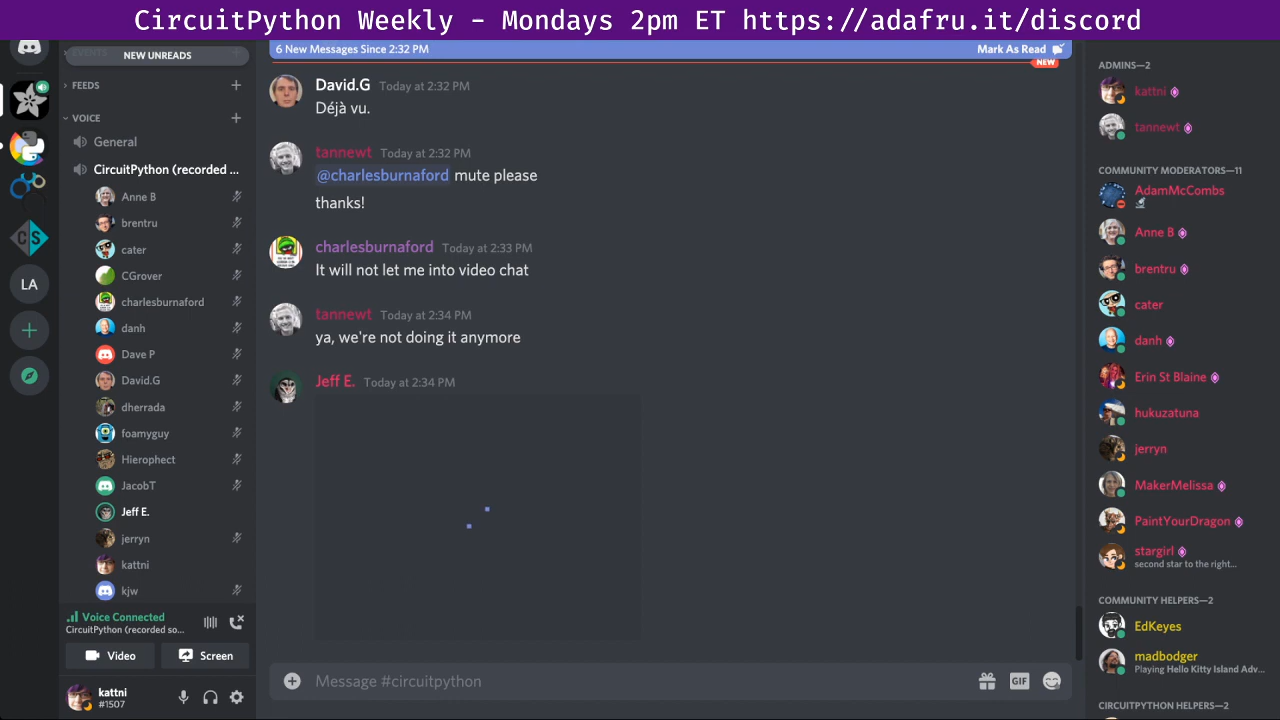 CircuitPython Weekly - Mondays 2pm ET https://adafru.it/discord
EVENTS
NEW UNREADS
FEEDS
VOICE
General
CircuitPython (recorded ...
Anne B
brentru
cater
CGrover
charlesburnaford
danh
Dave P
David.G
dherrada
foamyguy
Hierophect
JacobT
Jeff E.
jerryn
kattni
kjw
Voice Connected
CircuitPython (recorded so...
Video
Screen
kattni
#1507
CS
LA
6 New Messages Since 2:32 PM
Mark As Read
NEW
David.G Today at 2:32 PM
Déjà vu.
tannewt Today at 2:32 PM
@charlesburnaford mute please
thanks!
charlesburnaford Today at 2:33 PM
It will not let me into video chat
tannewt Today at 2:34 PM
ya, we're not doing it anymore
Jeff E. Today at 2:34 PM
Message #circuitpython
GIF
ADMINS—2
kattni
tannewt
COMMUNITY MODERATORS—11
AdamMcCombs
Anne B
brentru
cater
danh
Erin St Blaine
hukuzatuna
jerryn
MakerMelissa
PaintYourDragon
stargirl
second star to the right...
COMMUNITY HELPERS—2
EdKeyes
madbodger
Playing Hello Kitty Island Adv...
CIRCUITPYTHON HELPERS—2